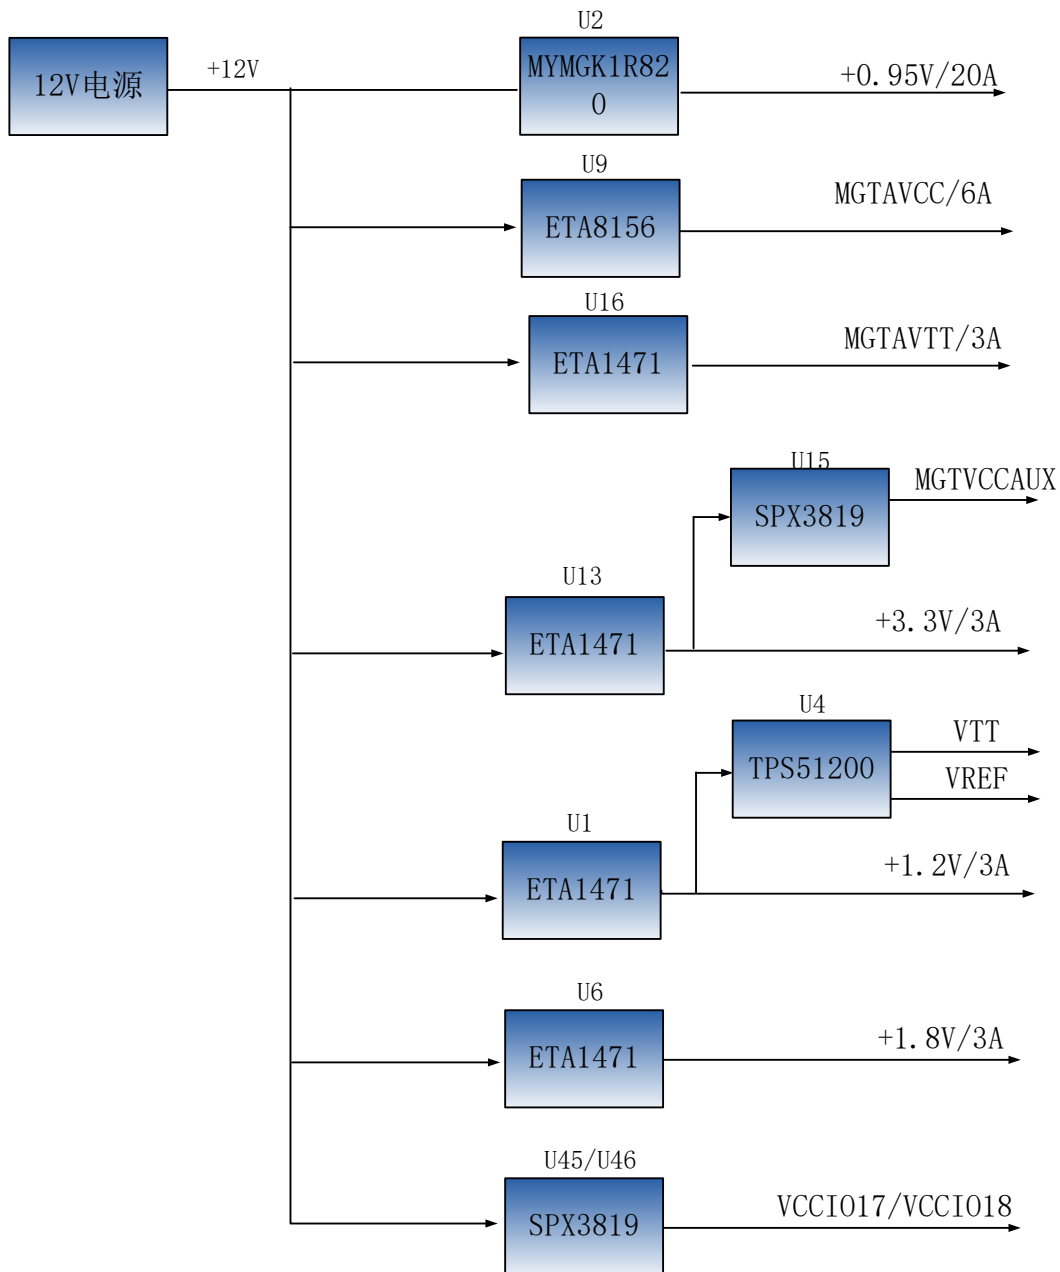 U2
12V电源
+12V
MYMGK1R82
0
+0.95V/20A
U9
ETA8156
MGTAVCC/6A
U16
ETA1471
MGTAVTT/3A
U15
SPX3819
MGTVCCAUX
U13
ETA1471
+3.3V/3A
U4
TPS51200
VTT
VREF
U1
ETA1471
+1.2V/3A
U6
ETA1471
+1.8V/3A
U45/U46
SPX3819
VCCIO17/VCCIO18